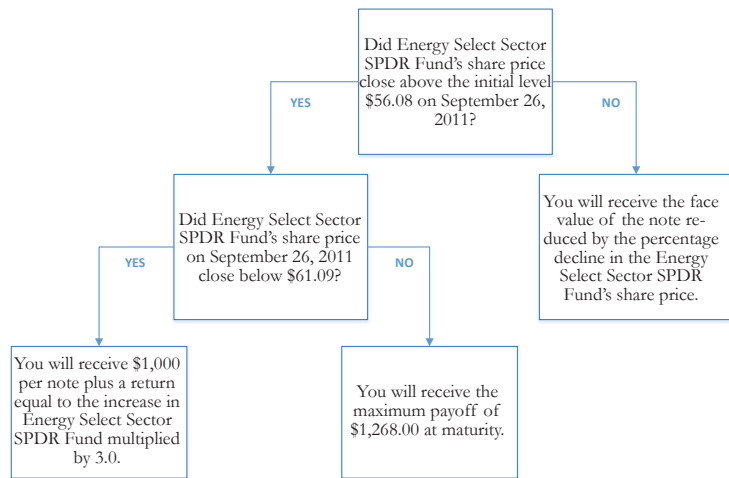 Did Energy Select Sector
SPDR Fund’s share price
close above the initial level
$56.08 on September 26,
2011?
YES
NO
Did Energy Select Sector
SPDR Fund’s share price
on September 26, 2011
close below $61.09?
You will receive the face
value of the note re-
duced by the percentage
decline in the Energy
Select Sector SPDR
Fund’s share price.
YES
NO
You will receive $1,000
per note plus a return
equal to the increase in
Energy Select Sector
SPDR Fund multiplied
by 3.0.
You will receive the
maximum payoff of
$1,268.00 at maturity.